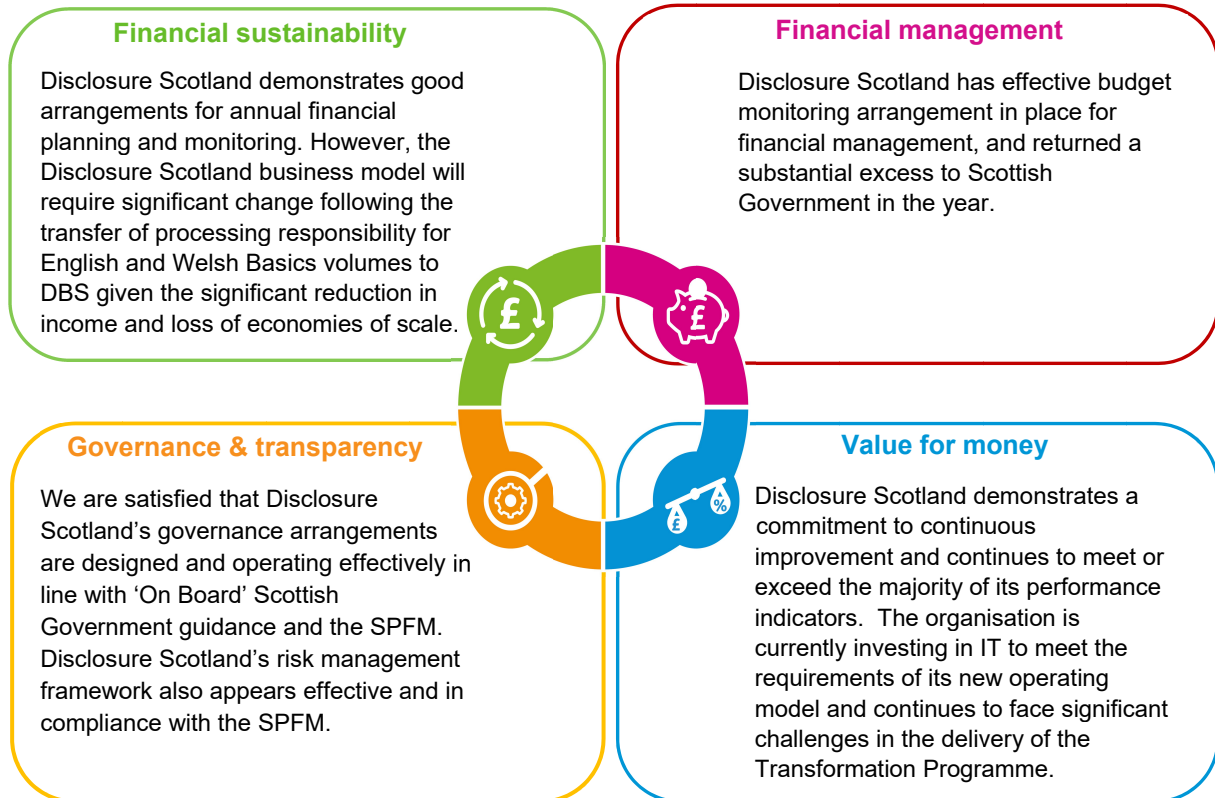 Financial sustainability
Disclosure Scotland demonstrates good
arrangements for annual financial
planning and monitoring. However, the
Disclosure Scotland business model will
require significant change following the
transfer of processing responsibility for
English and Welsh Basics volumes to
DBS given the significant reduction in
income and loss of economies of scale.
Financial management
Disclosure Scotland has effective budget
monitoring arrangement in place for
financial management, and returned a
substantial excess to Scottish
Government in the year.
£
£
Governance & transparency
We are satisfied that Disclosure
Scotland’s governance arrangements
are designed and operating effectively in
line with ‘On Board’ Scottish
Government guidance and the SPFM.
Disclosure Scotland’s risk management
framework also appears effective and in
compliance with the SPFM.
Value for money
Disclosure Scotland demonstrates a
commitment to continuous
improvement and continues to meet or
exceed the majority of its performance
indicators.  The organisation is
currently investing in IT to meet the
requirements of its new operating
model and continues to face significant
challenges in the delivery of the
Transformation Programme.
£ %